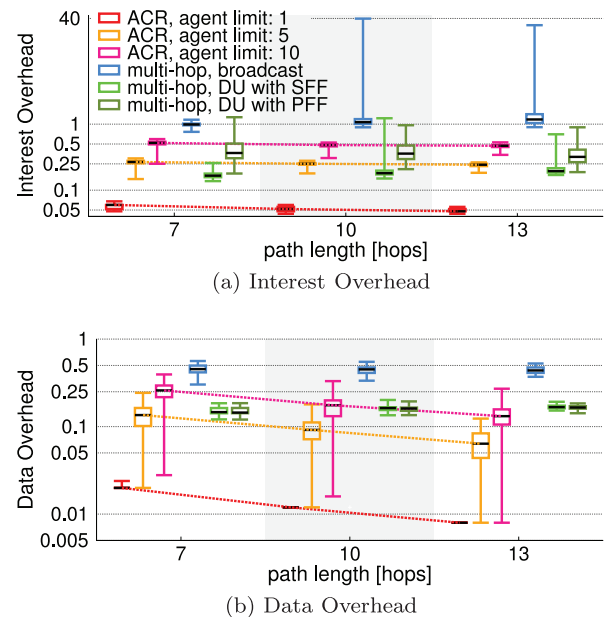 40
1
0.5
0.25
0.1
0.05
Interest Overhead
ACR, agent limit: 1
ACR, agent limit: 5
ACR, agent limit: 10
multi-hop, broadcast
multi-hop, DU with SFF
multi-hop, DU with PFF
7 10 13
path length [hops]
(a) Interest Overhead
1
0.5
0.25
0.1
0.05
0.01
0.005
Data Overhead
7 10 13
path length [hops]
(b) Data Overhead